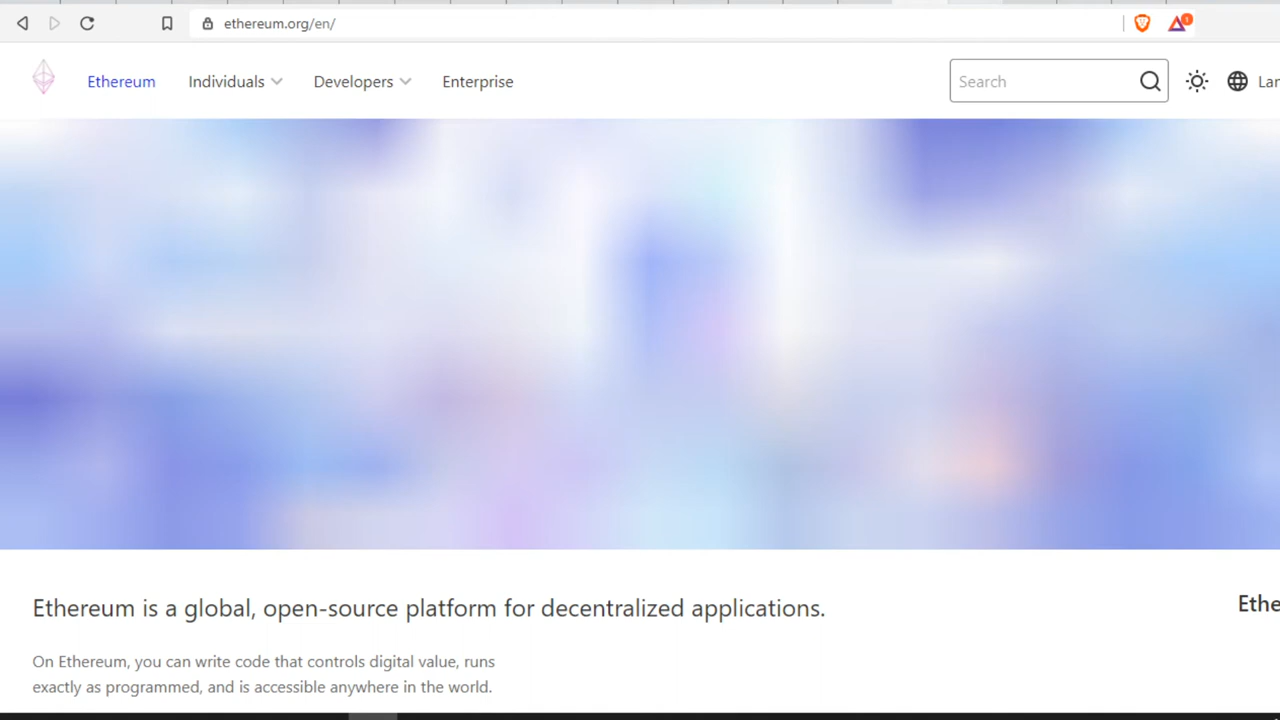 ethereum.org/en/
1
Ethereum Individuals Developers Enterprise Search Lan
Ethereum is a global, open-source platform for decentralized applications.
Ethe
On Ethereum, you can write code that controls digital value, runs
exactly as programmed, and is accessible anywhere in the world.